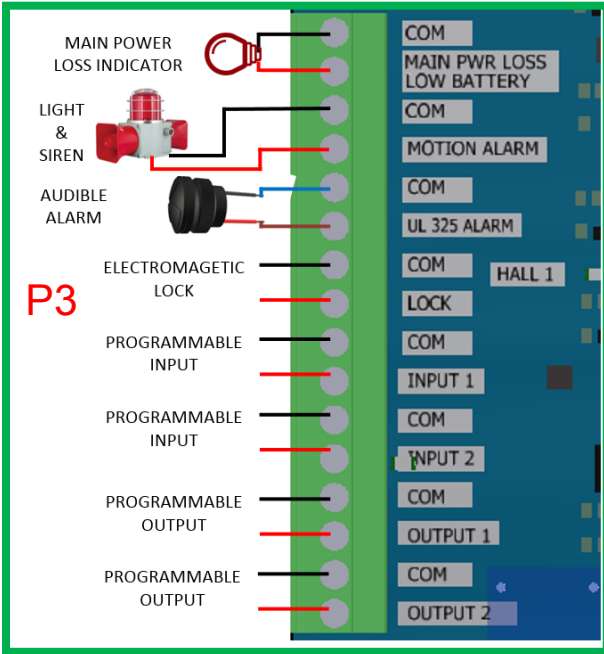 MAIN POWER
LOSS INDICATOR
COM
MAIN PWR LOSS
LOW BATTERY
LIGHT
&
SIREN
COM
MOTION ALARM
AUDIBLE
ALARM
COM
UL 325 ALARM
ELECTROMAGETIC
LOCK
COM
HALL 1
LOCK
P3
PROGRAMMABLE
INPUT
COM
INPUT 1
PROGRAMMABLE
INPUT
COM
INPUT 2
PROGRAMMABLE
OUTPUT
COM
OUTPUT 1
PROGRAMMABLE
OUTPUT
COM
OUTPUT 2